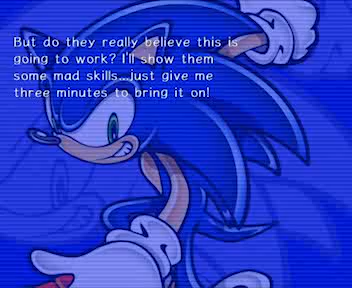 But do they really believe this is
going to work? I'll show them
some mad skills...just give me
three minutes to bring it on!